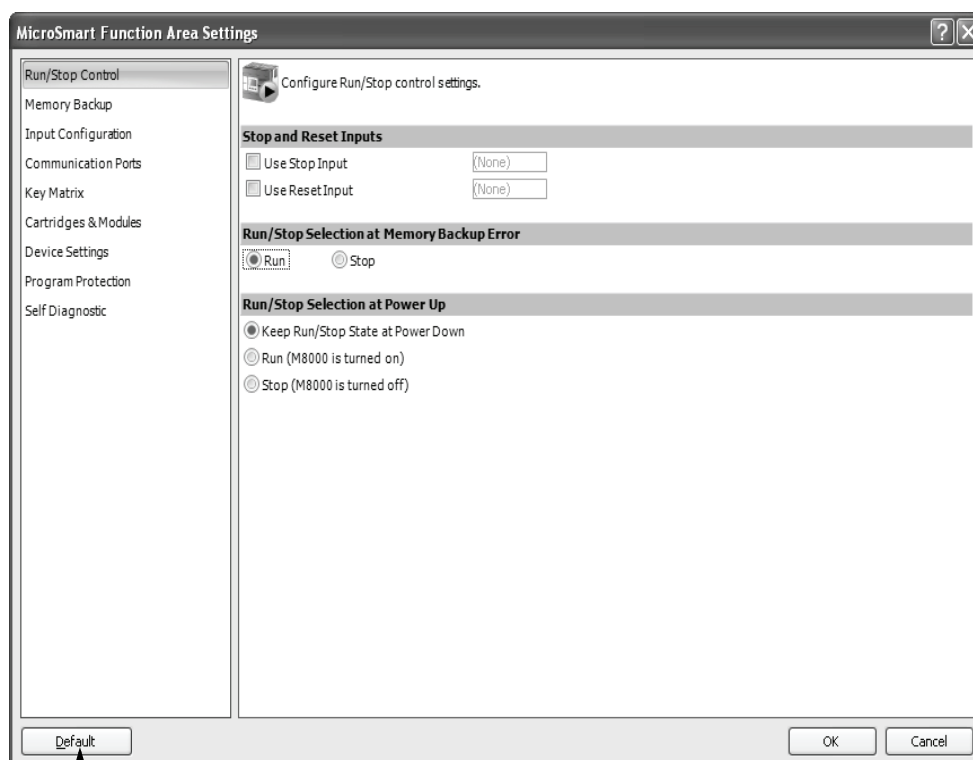 MicroSmart Function Area Settings
?
Run/Stop Control
Memory Backup
Input Configuration
Communication Ports
Key Matrix
Cartridges & Modules
Device Settings
Program Protection
Self Diagnostic
Configure Run/Stop control settings.
Stop and Reset Inputs
Use Stop Input (None)
Use Reset Input (None)
Run/Stop Selection at Memory Backup Error
Run Stop
Run/Stop Selection at Power Up
Keep Run/Stop State at Power Down
Run (M8000 is turned on)
Stop (M8000 is turned off)
Default OK Cancel